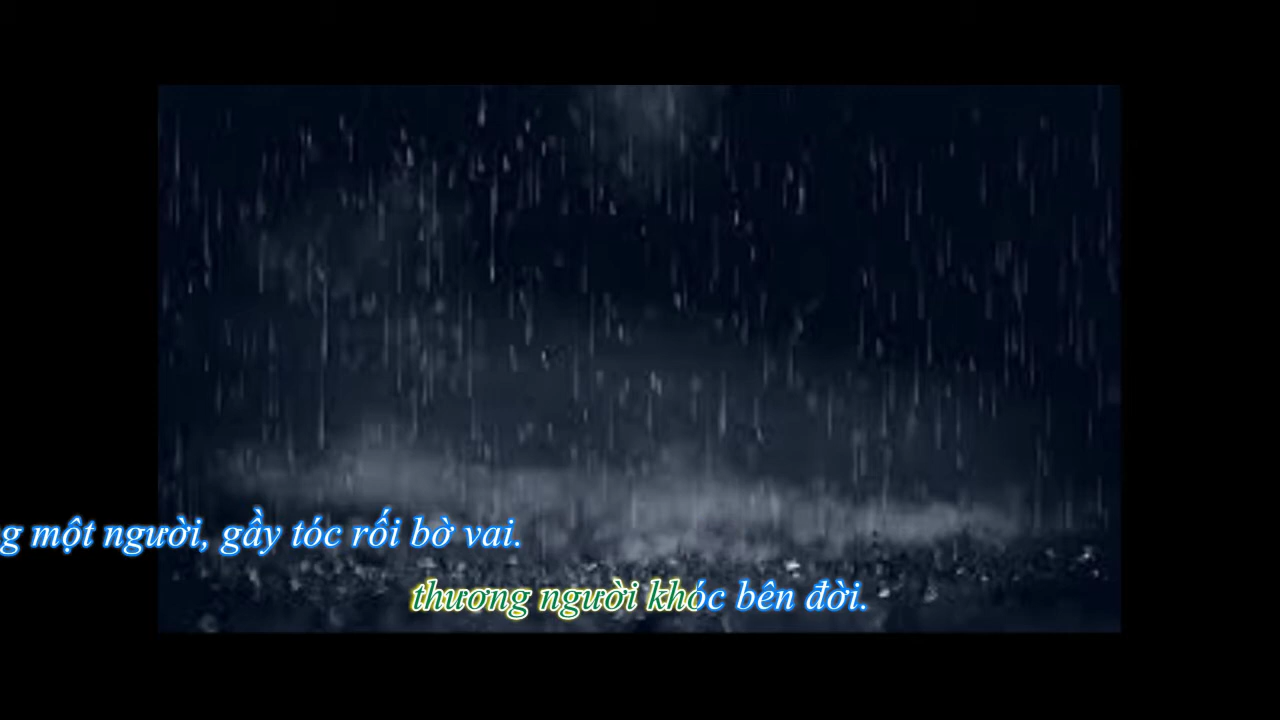 g một người, gầy tóc rối bờ vai.
thương người khóc bên đời.